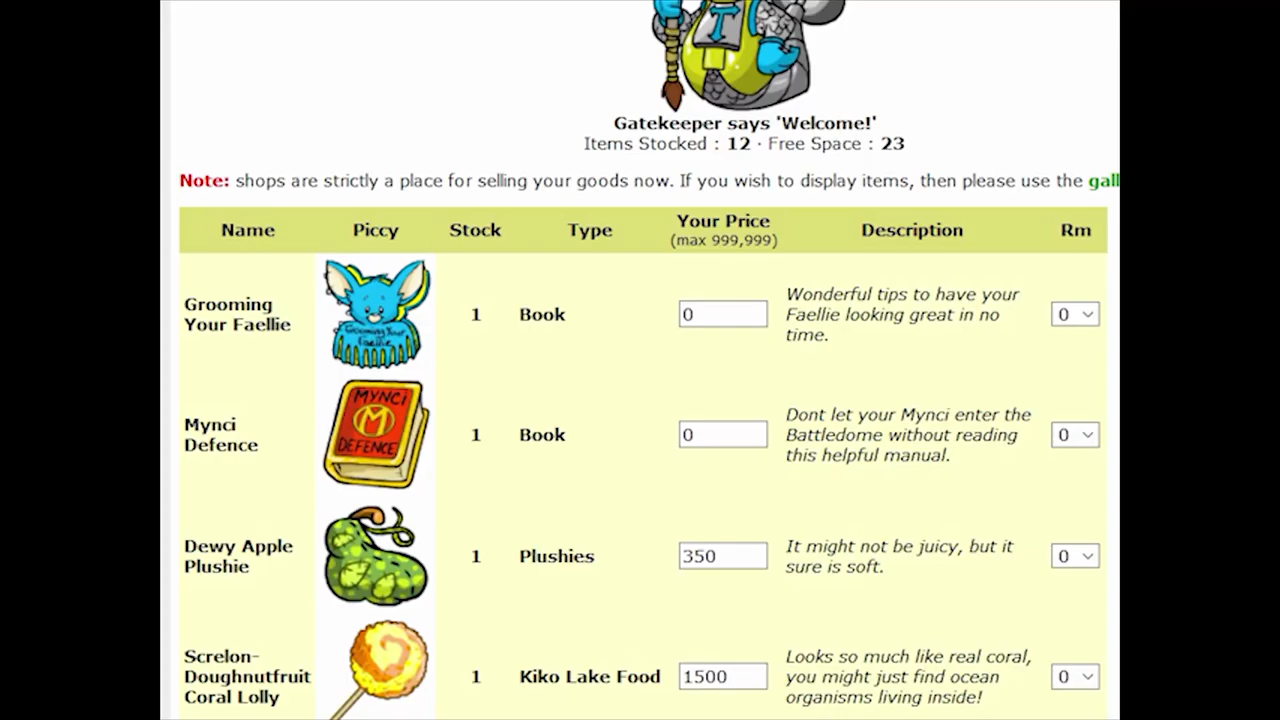 Gatekeeper says 'Welcome!'
Items Stocked : 12 · Free Space : 23
Note: shops are strictly a place for selling your goods now. If you wish to display items, then please use the gall
Name Piccy Stock Type Your Price (max 999,999) Description Rm
Grooming Your Faellie
Grooming Your Faellie
1 Book 0
Wonderful tips to have your
Faellie looking great in no
time.
0
Mynci
Defence
MYNCI
M
DEFENCE
1 Book 0
Dont let your Mynci enter the
Battledome without reading
this helpful manual.
0
Dewy Apple
Plushie
1 Plushies 350
It might not be juicy, but it
sure is soft.
0
Screlon-
Doughnutfruit
Coral Lolly
1 Kiko Lake Food 1500
Looks so much like real coral,
you might just find ocean
organisms living inside!
0